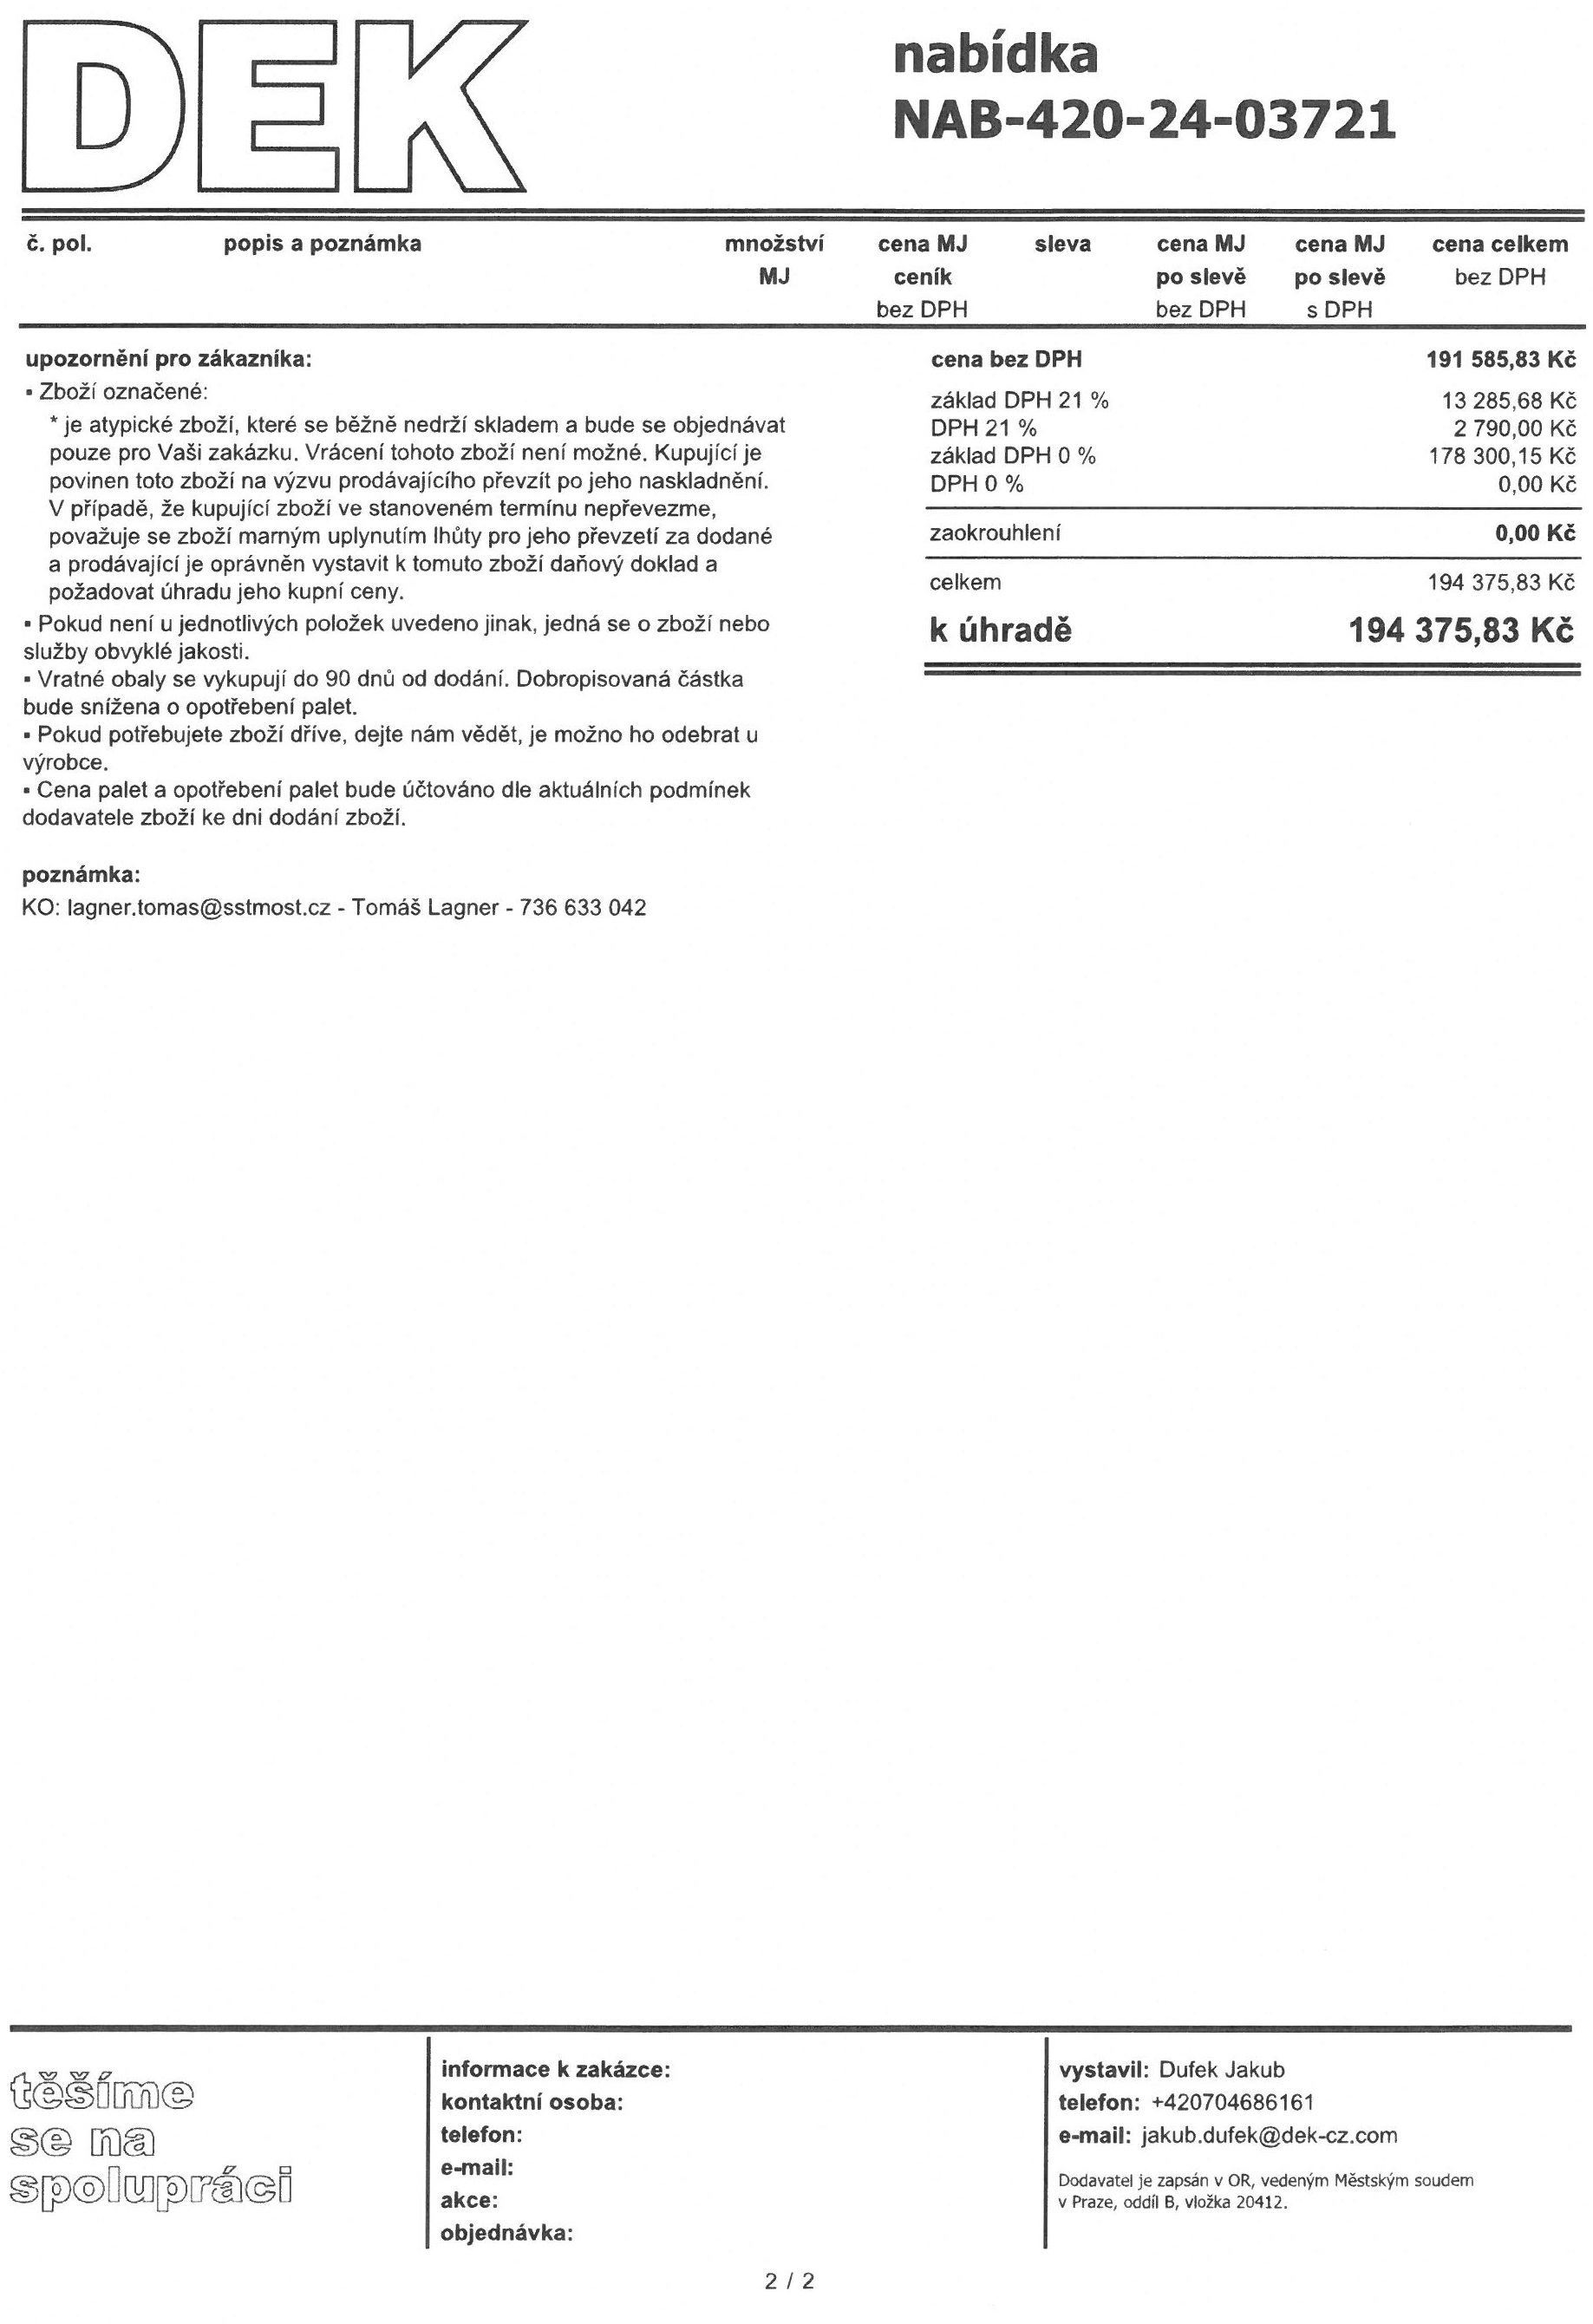 DEK
nabídka
NAB-420-24-03721
č. pol. popis a poznámka množství cena MJ sleva cena MJ cena MJ cena celkem
MJ ceník po slevě po slevě bez DPH
bez DPH bez DPH s DPH
upozornění pro zákazníka:
▪ Zboží označené:
* je atypické zboží, které se běžně nedrží skladem a bude se objednávat
pouze pro Vaši zakázku. Vrácení tohoto zboží není možné. Kupující je
povinen toto zboží na výzvu prodávajícího převzít po jeho naskladnění.
V případě, že kupující zboží ve stanoveném termínu nepřevezme,
považuje se zboží marným uplynutím lhůty pro jeho převzetí za dodané
a prodávající je oprávněn vystavit k tomuto zboží daňový doklad a
požadovat úhradu jeho kupní ceny.
▪ Pokud není u jednotlivých položek uvedeno jinak, jedná se o zboží nebo
služby obvyklé jakosti.
▪ Vratné obaly se vykupují do 90 dnů od dodání. Dobropisovaná částka
bude snížena o opotřebení palet.
▪ Pokud potřebujete zboží dříve, dejte nám vědět, je možno ho odebrat u
výrobce.
▪ Cena palet a opotřebení palet bude účtováno dle aktuálních podmínek
dodavatele zboží ke dni dodání zboží.
poznámka:
KO: lagner.tomas@sstmost.cz - Tomáš Lagner - 736 633 042
cena bez DPH 191 585,83 Kč
základ DPH 21 % 13 285,68 Kč
DPH 21 % 2 790,00 Kč
základ DPH 0 % 178 300,15 Kč
DPH 0 % 0,00 Kč
zaokrouhlení 0,00 Kč
celkem 194 375,83 Kč
k úhradě 194 375,83 Kč
těšíme
se na
spolupráci
informace k zakázce:
kontaktní osoba:
telefon:
e-mail:
akce:
objednávka:
vystavil: Dufek Jakub
telefon: +420704686161
e-mail: jakub.dufek@dek-cz.com
Dodavatel je zapsán v OR, vedeným Městským soudem
v Praze, oddíl B, vložka 20412.
2 / 2